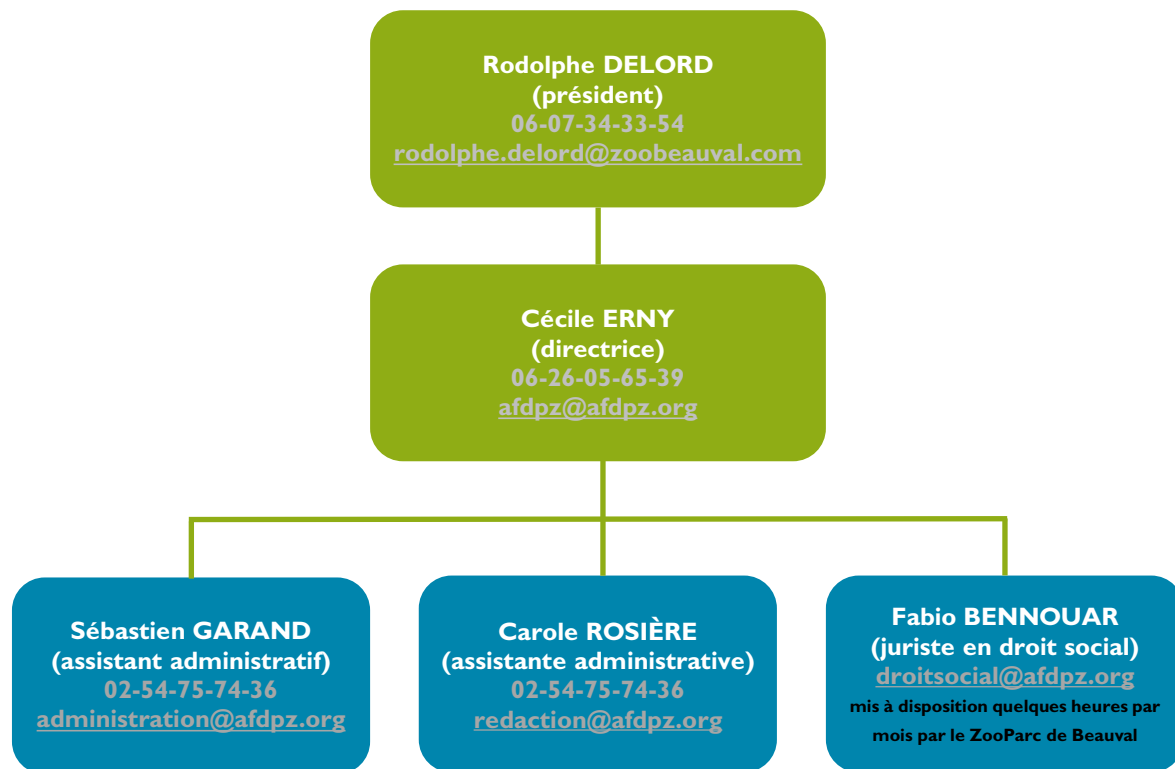 Rodolphe DELORD
(président)
06-07-34-33-54
rodolphe.delord@zoobeauval.com
Cécile ERNY
(directrice)
06-26-05-65-39
afdpz@afdpz.org
Sébastien GARAND
(assistant administratif)
02-54-75-74-36
administration@afdpz.org
Carole ROSIÈRE
(assistante administrative)
02-54-75-74-36
redaction@afdpz.org
Fabio BENNOUAR
(juriste en droit social)
droitsocial@afdpz.org
mis à disposition quelques heures par
mois par le ZooParc de Beauval